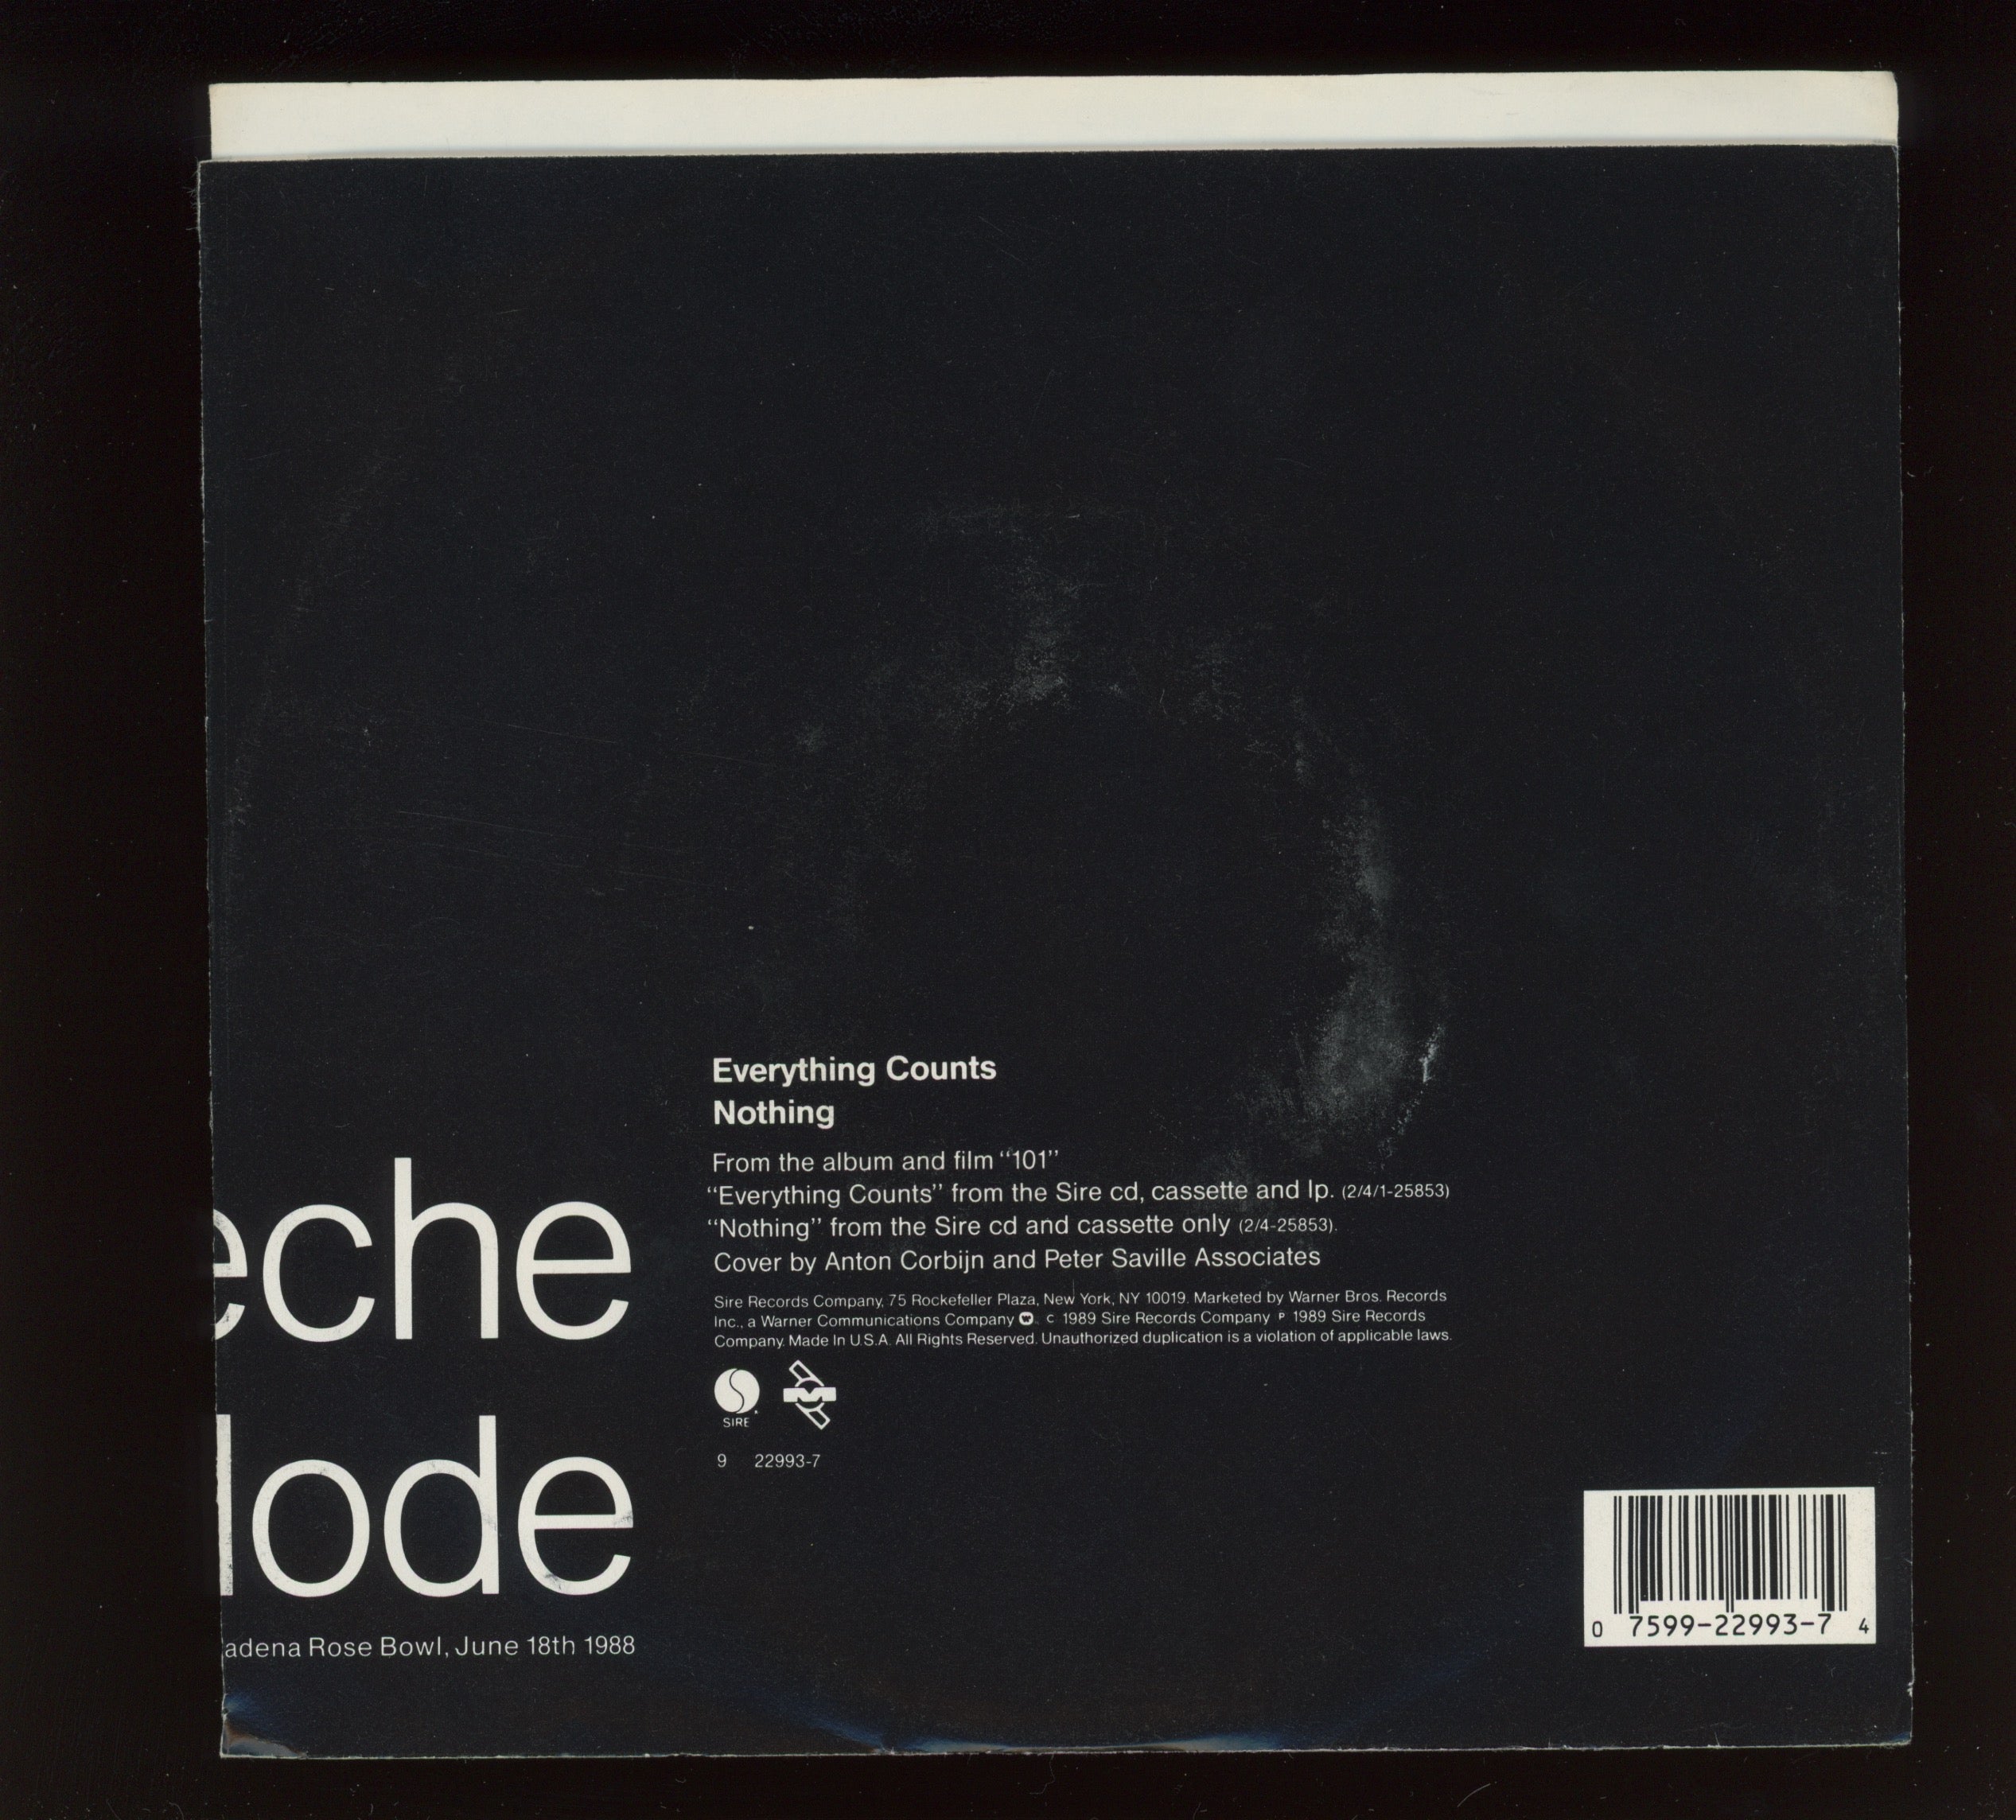 Everything Counts
Nothing
From the album and film “101”
“Everything Counts” from the Sire cd, cassette and lp. (2/4/1-25853)
“Nothing” from the Sire cd and cassette only (2/4-25853).
Cover by Anton Corbijn and Peter Saville Associates
Sire Records Company, 75 Rockefeller Plaza, New York, NY 10019. Marketed by Warner Bros. Records
Inc., a Warner Communications Company. C 1989 Sire Records Company P 1989 Sire Records
Company. Made In U.S.A. All Rights Reserved. Unauthorized duplication is a violation of applicable laws.
SIRE
9 22993-7
eche
lode
adena Rose Bowl, June 18th 1988
0 7599-22993-7 4